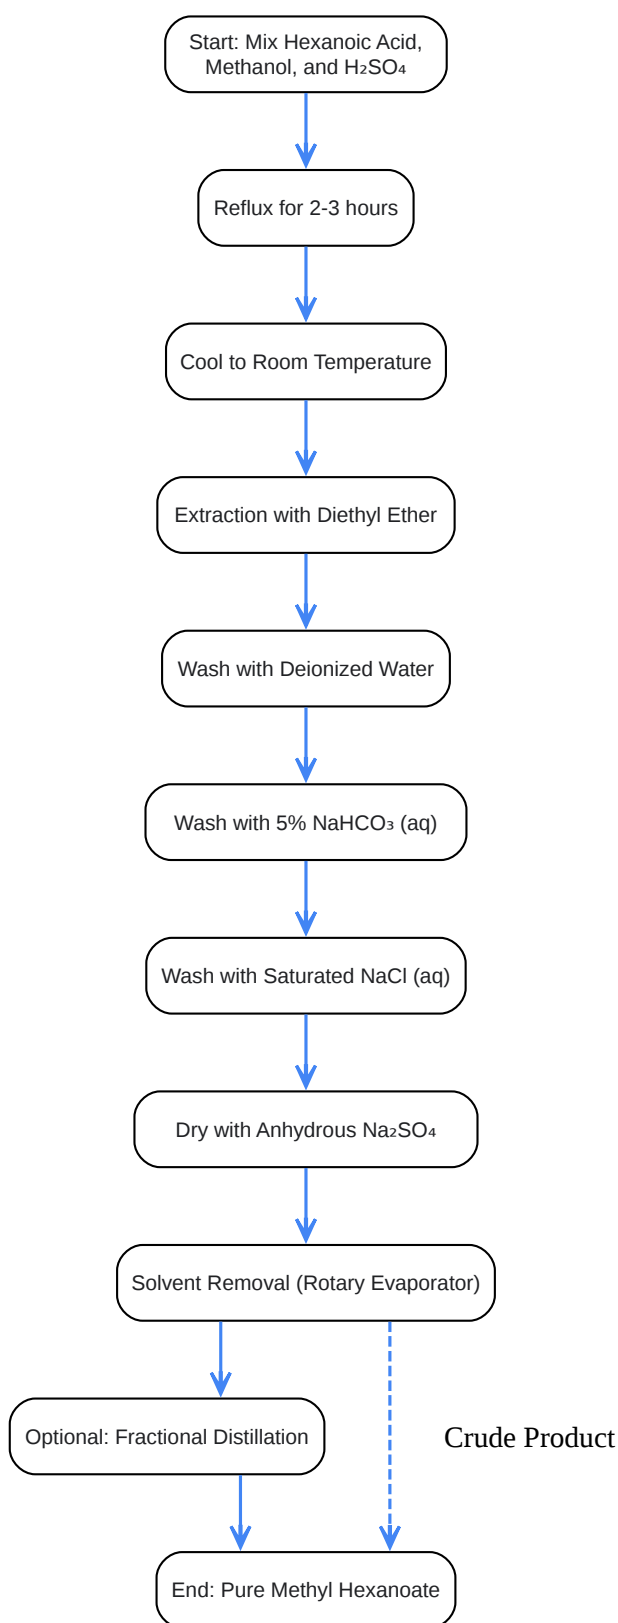 Start: Mix Hexanoic Acid,
Methanol, and H₂SO₄
Reflux for 2-3 hours
Cool to Room Temperature
Extraction with Diethyl Ether
Wash with Deionized Water
Wash with 5% NaHCO₃ (aq)
Wash with Saturated NaCl (aq)
Dry with Anhydrous Na₂SO₄
Solvent Removal (Rotary Evaporator)
Optional: Fractional Distillation
Crude Product
End: Pure Methyl Hexanoate